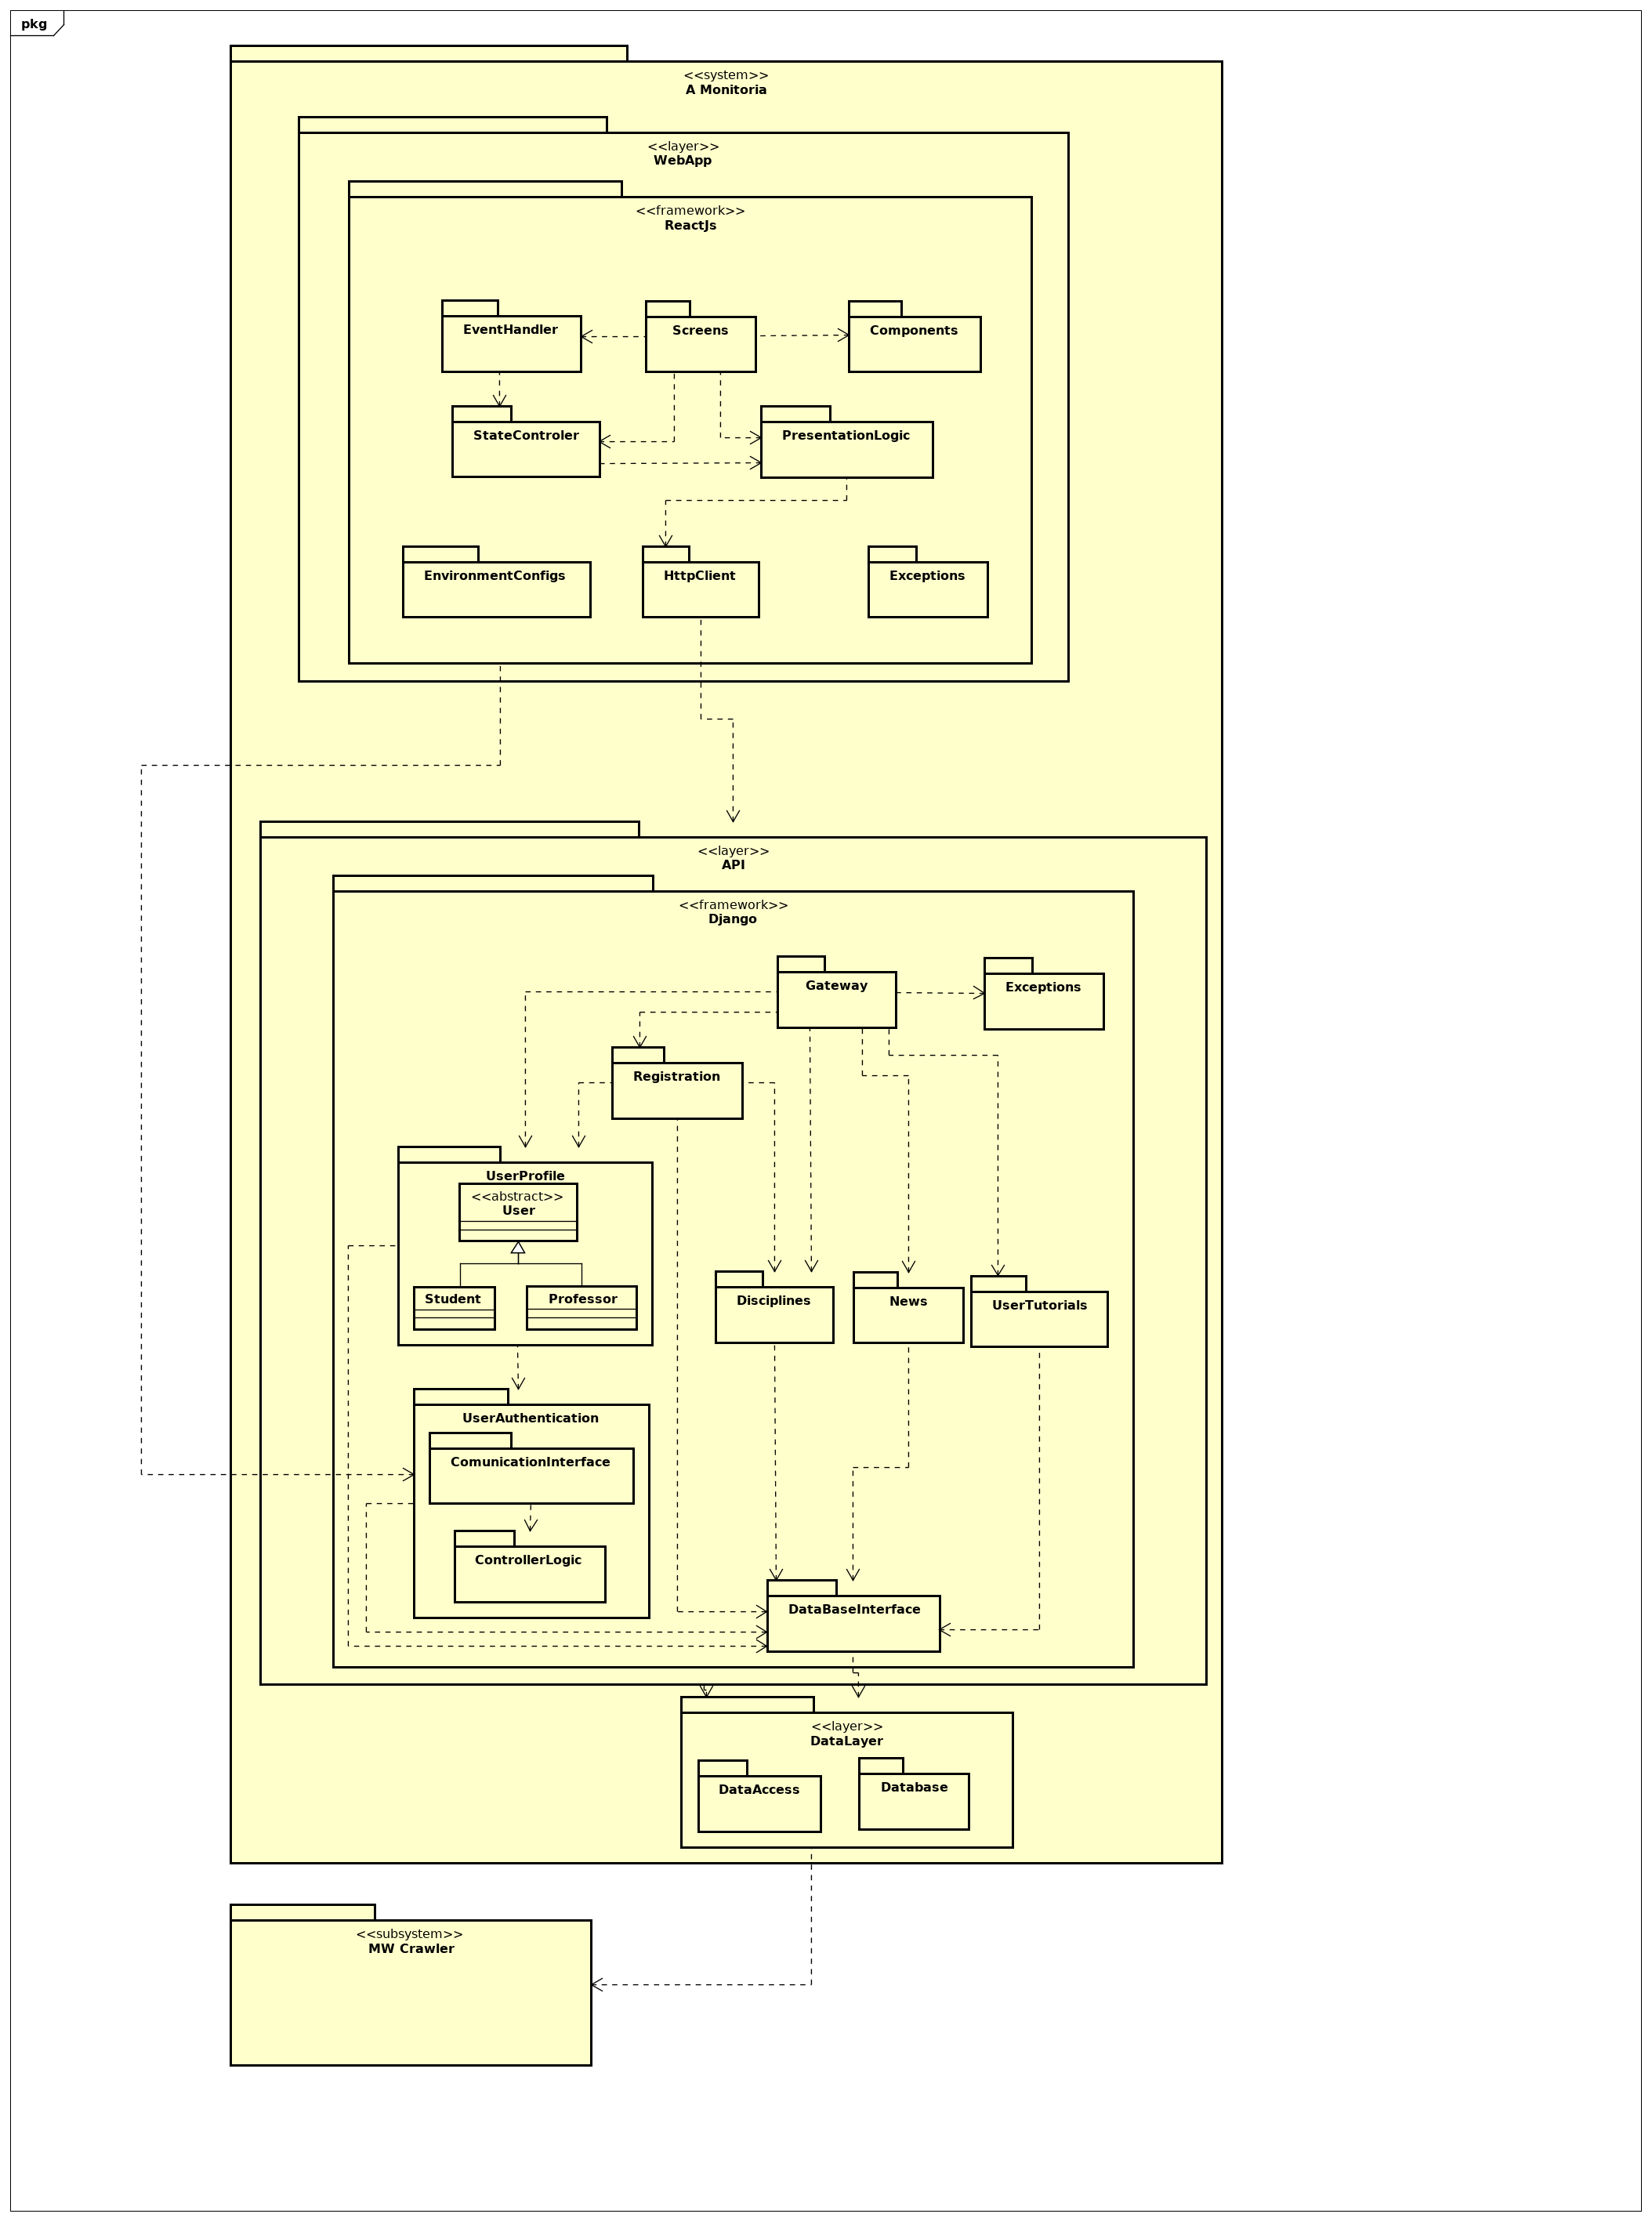 pkg
<<system>>
A Monitoria
<<layer>>
WebApp
<<framework>>
ReactJs
EventHandler
Screens
Components
StateControler
PresentationLogic
EnvironmentConfigs
HttpClient
Exceptions
<<layer>>
API
<<framework>>
Django
Gateway
Exceptions
Registration
UserProfile
<<abstract>>
User
Student
Professor
Disciplines
News
UserTutorials
UserAuthentication
ComunicationInterface
ControllerLogic
DataBaseInterface
<<layer>>
DataLayer
DataAccess
Database
<<subsystem>>
MW Crawler